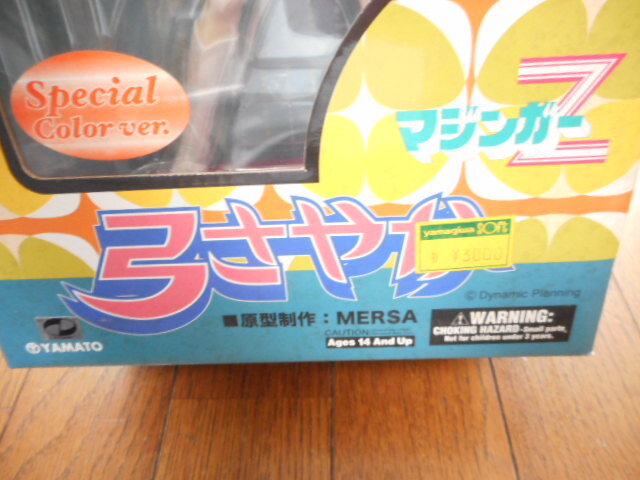 Special
Color ver.
マジンガーZ
弓さやか
yamagiwa soft
¥3000
© Dynamic Planning
■原型制作：MERSA
YAMATO
CAUTION
Ages 14 And Up
WARNING:
CHOKING HAZARD-Small parts,
Not for children under 3 years.